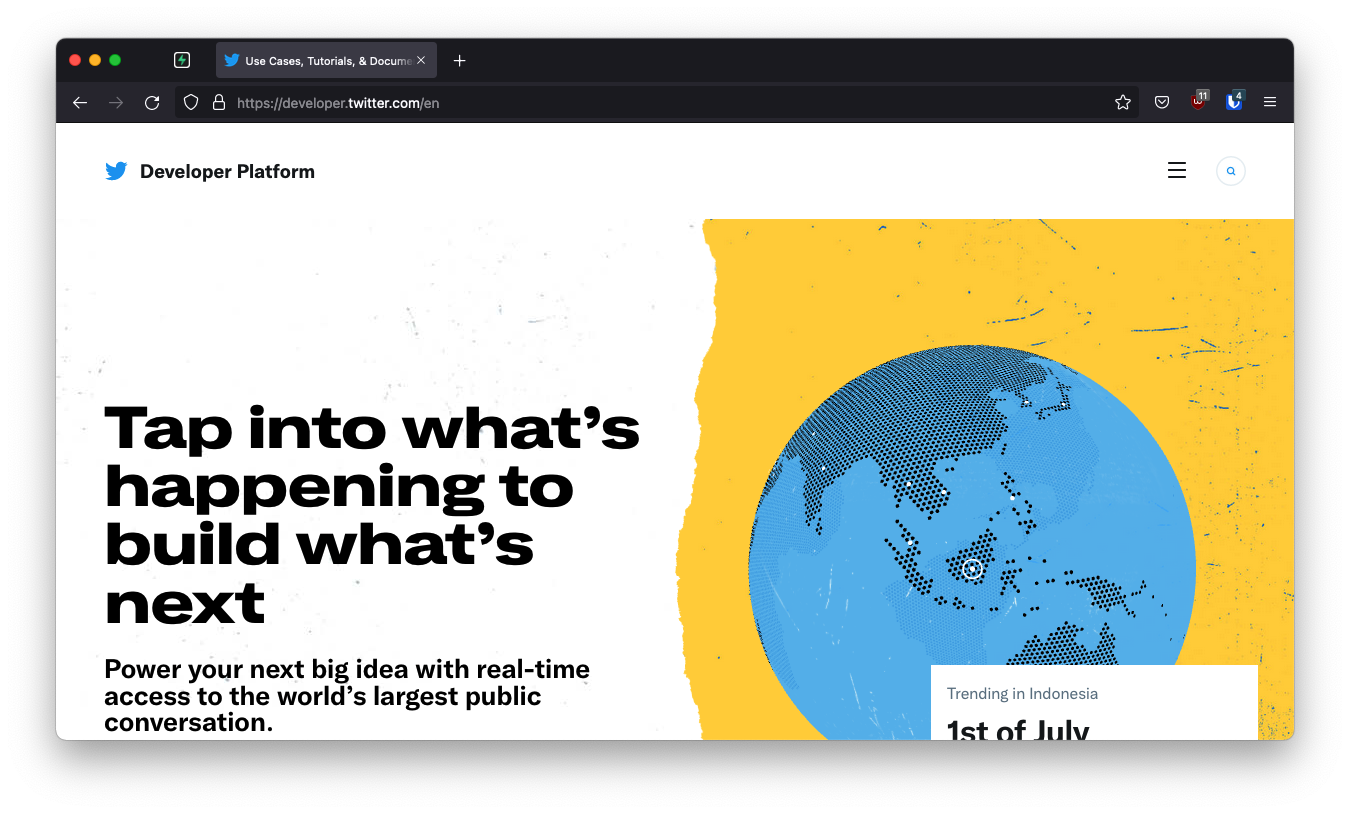 Use Cases, Tutorials, & Docume
https://developer.twitter.com/en
11
4
Developer Platform
Tap into what’s
happening to
build what’s
next
Power your next big idea with real-time
access to the world’s largest public
conversation.
Trending in Indonesia
1st of July